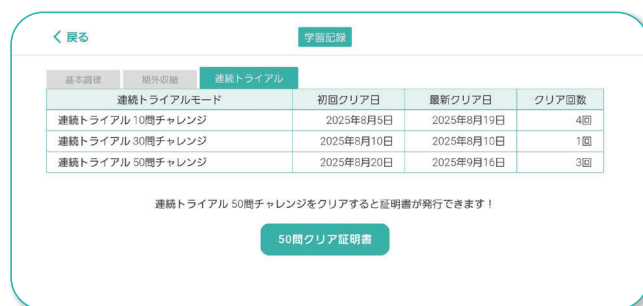 戻る
学習記録
基本調律 期外収縮 連続トライアル
連続トライアルモード 初回クリア日 最新クリア日 クリア回数
連続トライアル 10問チャレンジ 2025年8月5日 2025年8月19日 4回
連続トライアル 30問チャレンジ 2025年8月10日 2025年8月10日 1回
連続トライアル 50問チャレンジ 2025年8月20日 2025年9月16日 3回
連続トライアル 50問チャレンジをクリアすると証明書が発行できます！
50問クリア証明書